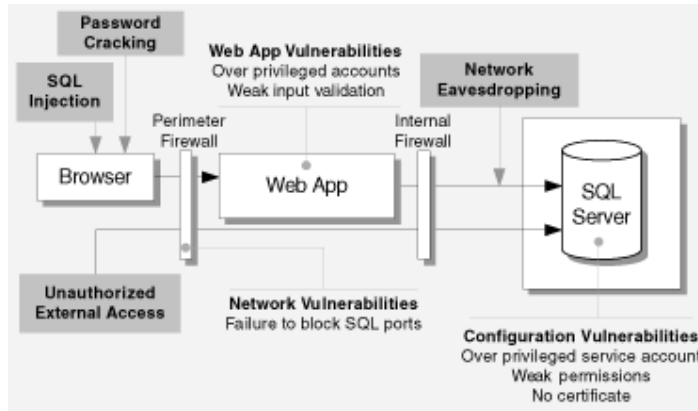 Password
Cracking
SQL
Injection
Web App Vulnerabilities
Over privileged accounts
Weak input validation
Network
Eavesdropping
Perimeter
Firewall
Internal
Firewall
Browser
Web App
SQL
Server
Unauthorized
External Access
Network Vulnerabilities
Failure to block SQL ports
Configuration Vulnerabilities
Over privileged service account
Weak permissions
No certificate